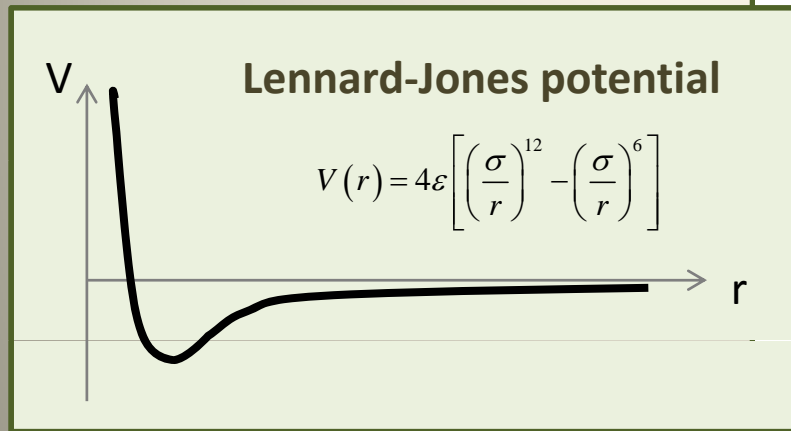 V
Lennard-Jones potential
V(r) = 4ε[(σ/r)^12 − (σ/r)^6]
r